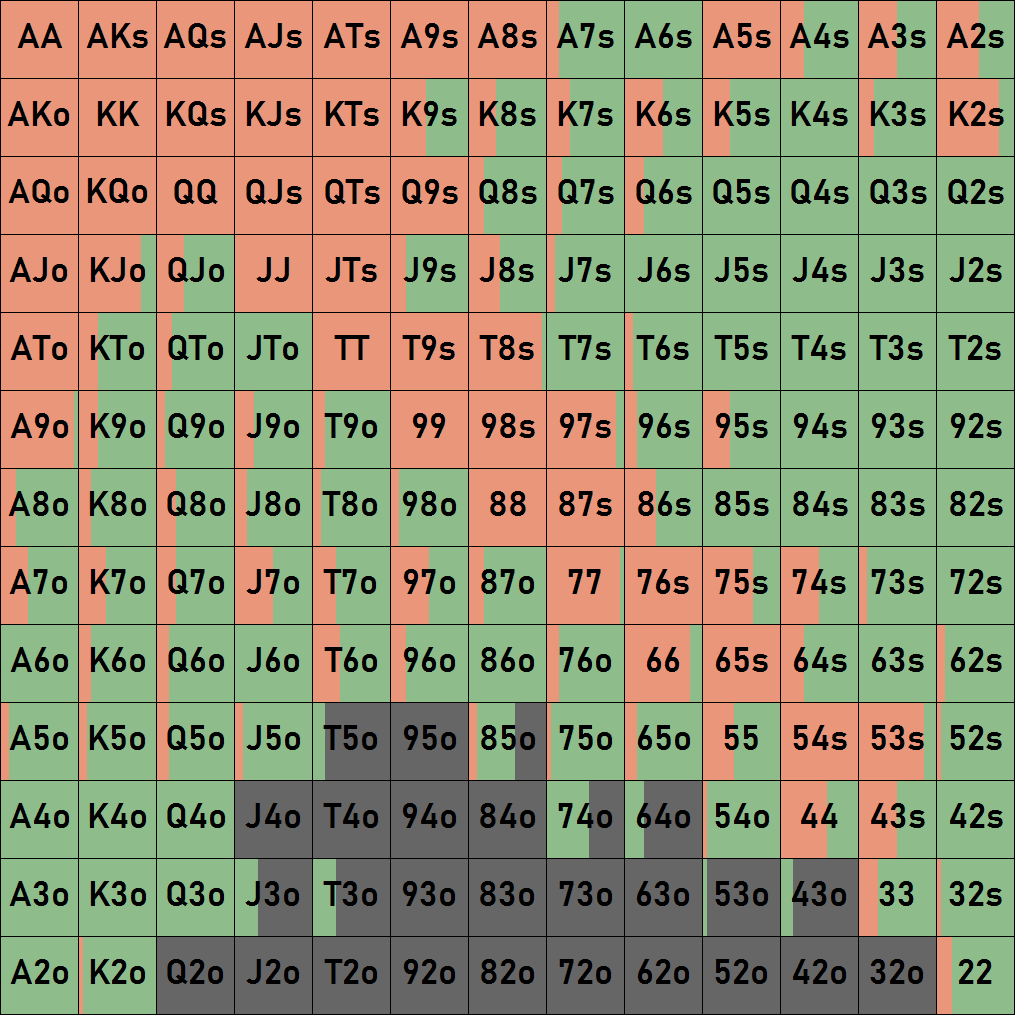 AA AKs AQs AJs ATs A9s A8s A7s A6s A5s A4s A3s A2s
AKo KK KQs KJs KTs K9s K8s K7s K6s K5s K4s K3s K2s
AQo KQo QQ QJs QTs Q9s Q8s Q7s Q6s Q5s Q4s Q3s Q2s
AJo KJo QJo JJ JTs J9s J8s J7s J6s J5s J4s J3s J2s
ATo KTo QTo JTo TT T9s T8s T7s T6s T5s T4s T3s T2s
A9o K9o Q9o J9o T9o 99 98s 97s 96s 95s 94s 93s 92s
A8o K8o Q8o J8o T8o 98o 88 87s 86s 85s 84s 83s 82s
A7o K7o Q7o J7o T7o 97o 87o 77 76s 75s 74s 73s 72s
A6o K6o Q6o J6o T6o 96o 86o 76o 66 65s 64s 63s 62s
A5o K5o Q5o J5o T5o 95o 85o 75o 65o 55 54s 53s 52s
A4o K4o Q4o J4o T4o 94o 84o 74o 64o 54o 44 43s 42s
A3o K3o Q3o J3o T3o 93o 83o 73o 63o 53o 43o 33 32s
A2o K2o Q2o J2o T2o 92o 82o 72o 62o 52o 42o 32o 22